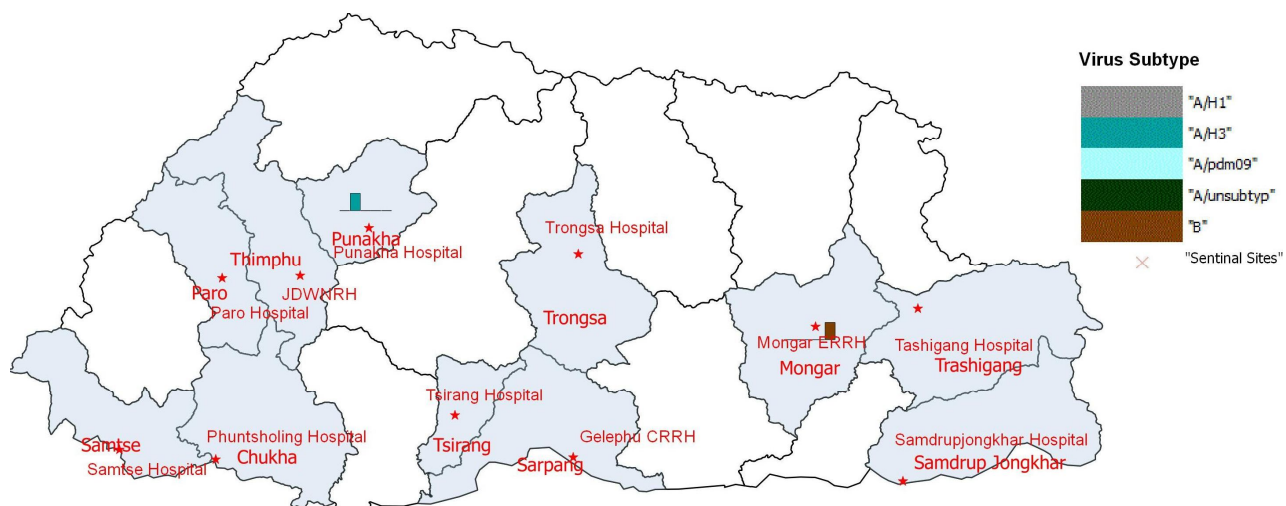 Virus Subtype
"A/H1"
"A/H3"
"A/pdm09"
"A/unsubtyp"
"B"
"Sentinal Sites"
Punakha
Punakha Hospital
Trongsa Hospital
Thimphu
JDWNRH
Paro
Paro Hospital
Trongsa
Mongar ERRH
Mongar
Tashigang Hospital
Trashigang
Tsirang Hospital
Tsirang
Gelephu CRRH
Sarpang
Phuntsholing Hospital
Chukha
Samtse
Samtse Hospital
Samdrupjongkhar Hospital
Samdrup Jongkhar